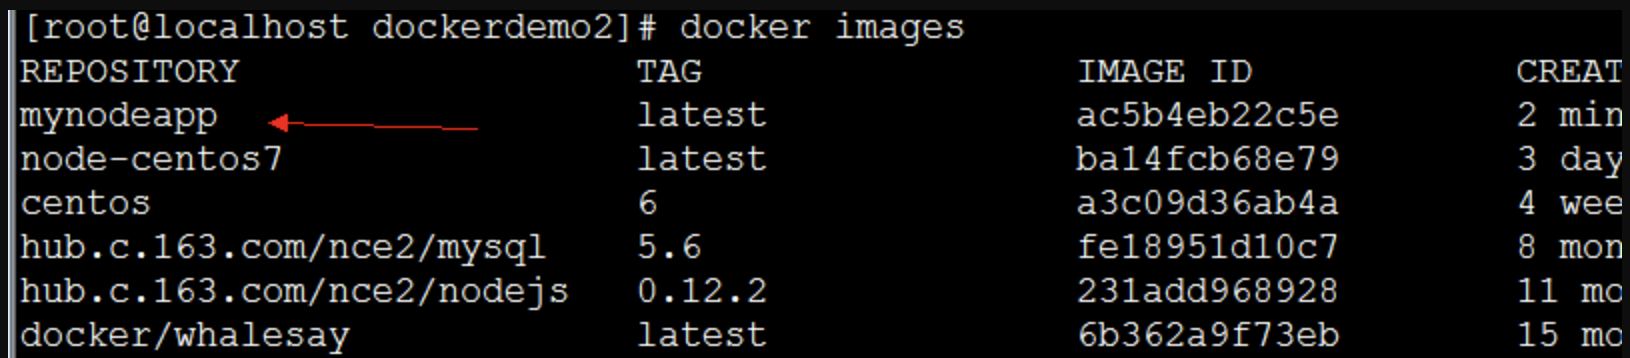 [root@localhost dockerdemo2]# docker images
REPOSITORY TAG IMAGE ID CREAT
mynodeapp latest ac5b4eb22c5e 2 min
node-centos7 latest ba14fcb68e79 3 day
centos 6 a3c09d36ab4a 4 wee
hub.c.163.com/nce2/mysql 5.6 fe18951d10c7 8 mon
hub.c.163.com/nce2/nodejs 0.12.2 231add968928 11 mo
docker/whalesay latest 6b362a9f73eb 15 mo